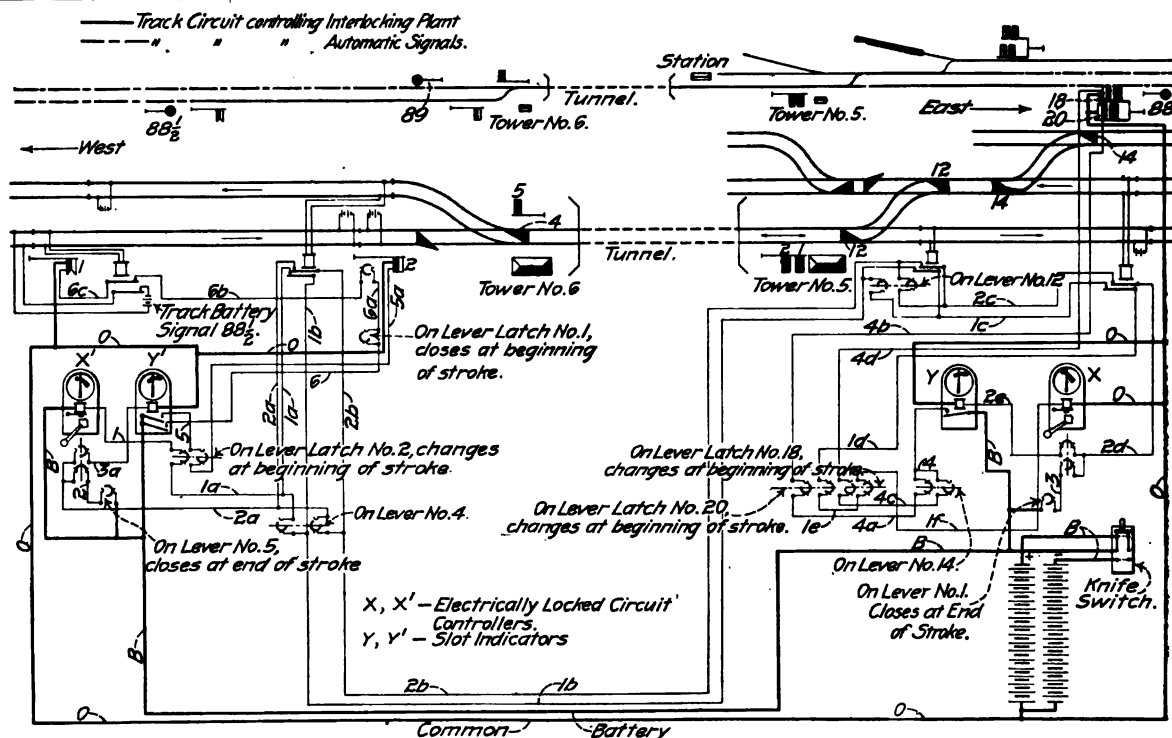 Track Circuit controlling Interlocking Plant
" " " Automatic Signals.
Station
Tunnel.
88½
89
Tower No.6.
Tower No.5.
East
18
20
88
West
14
12
14
5
4
12
Tunnel.
1
2
2
1
Tower No.6
Tower No.5.
On Lever No.12
6c
6b
6a
5a
Track Battery
Signal 88½.
1b
2c
1c
On Lever Latch No.1,
closes at beginning
of stroke.
O
O
6
4b
4d
O
X'
Y'
Y
X
2a
1a
2b
2e
O
B
1
3a
5
2
On Lever Latch No.2, changes
at beginning of stroke.
1a
2a
On Lever No.4
On Lever No.5,
closes at end of stroke
1d
B
2d
On Lever Latch No.18,
changes at beginning of stroke.
4
3
On Lever Latch No.20,
changes at beginning of stroke.
4c
1e
4a
1f
O
O
B
B
On Lever No.14
On Lever No.1.
Closes at End
of Stroke.
Knife
Switch.
X, X' – Electrically Locked Circuit
Controllers.
Y, Y' – Slot Indicators
B
2b
1b
O
O
Common
Battery